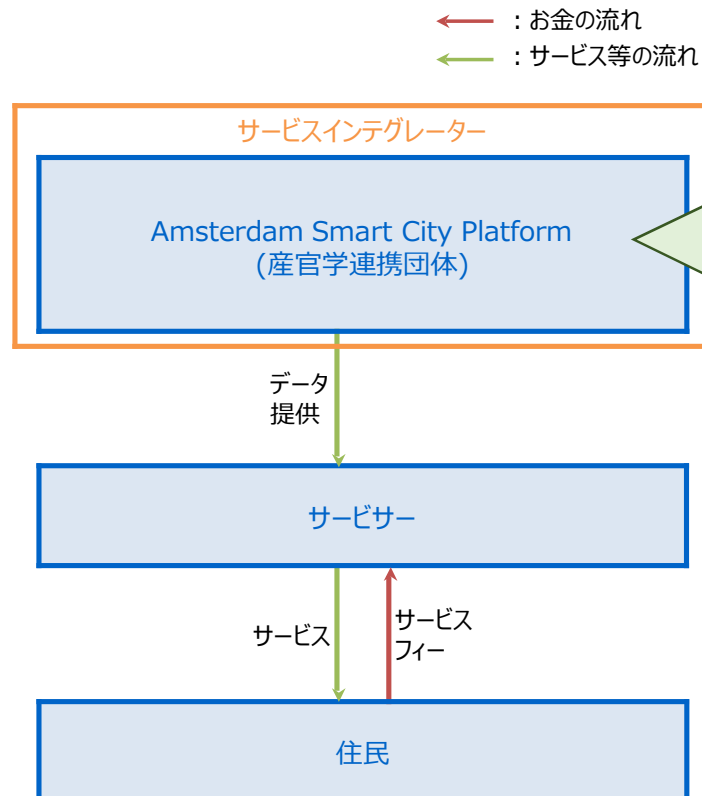 ：お金の流れ
：サービス等の流れ
サービスインテグレーター
Amsterdam Smart City Platform
(産官学連携団体)
データ
提供
サービサー
サービス
サービス
フィー
住民